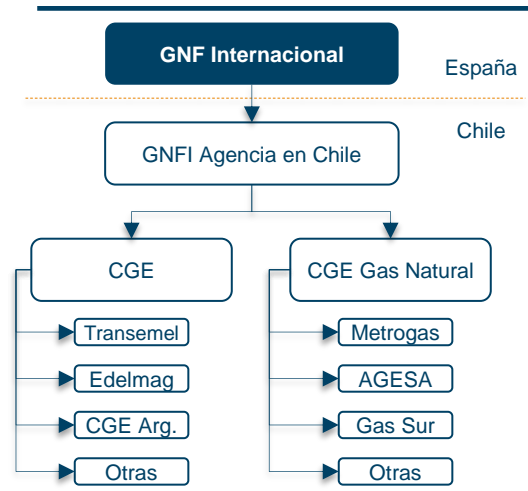 GNF Internacional
España
Chile
GNFI Agencia en Chile
CGE
CGE Gas Natural
Transemel
Metrogas
Edelmag
AGESA
CGE Arg.
Gas Sur
Otras
Otras